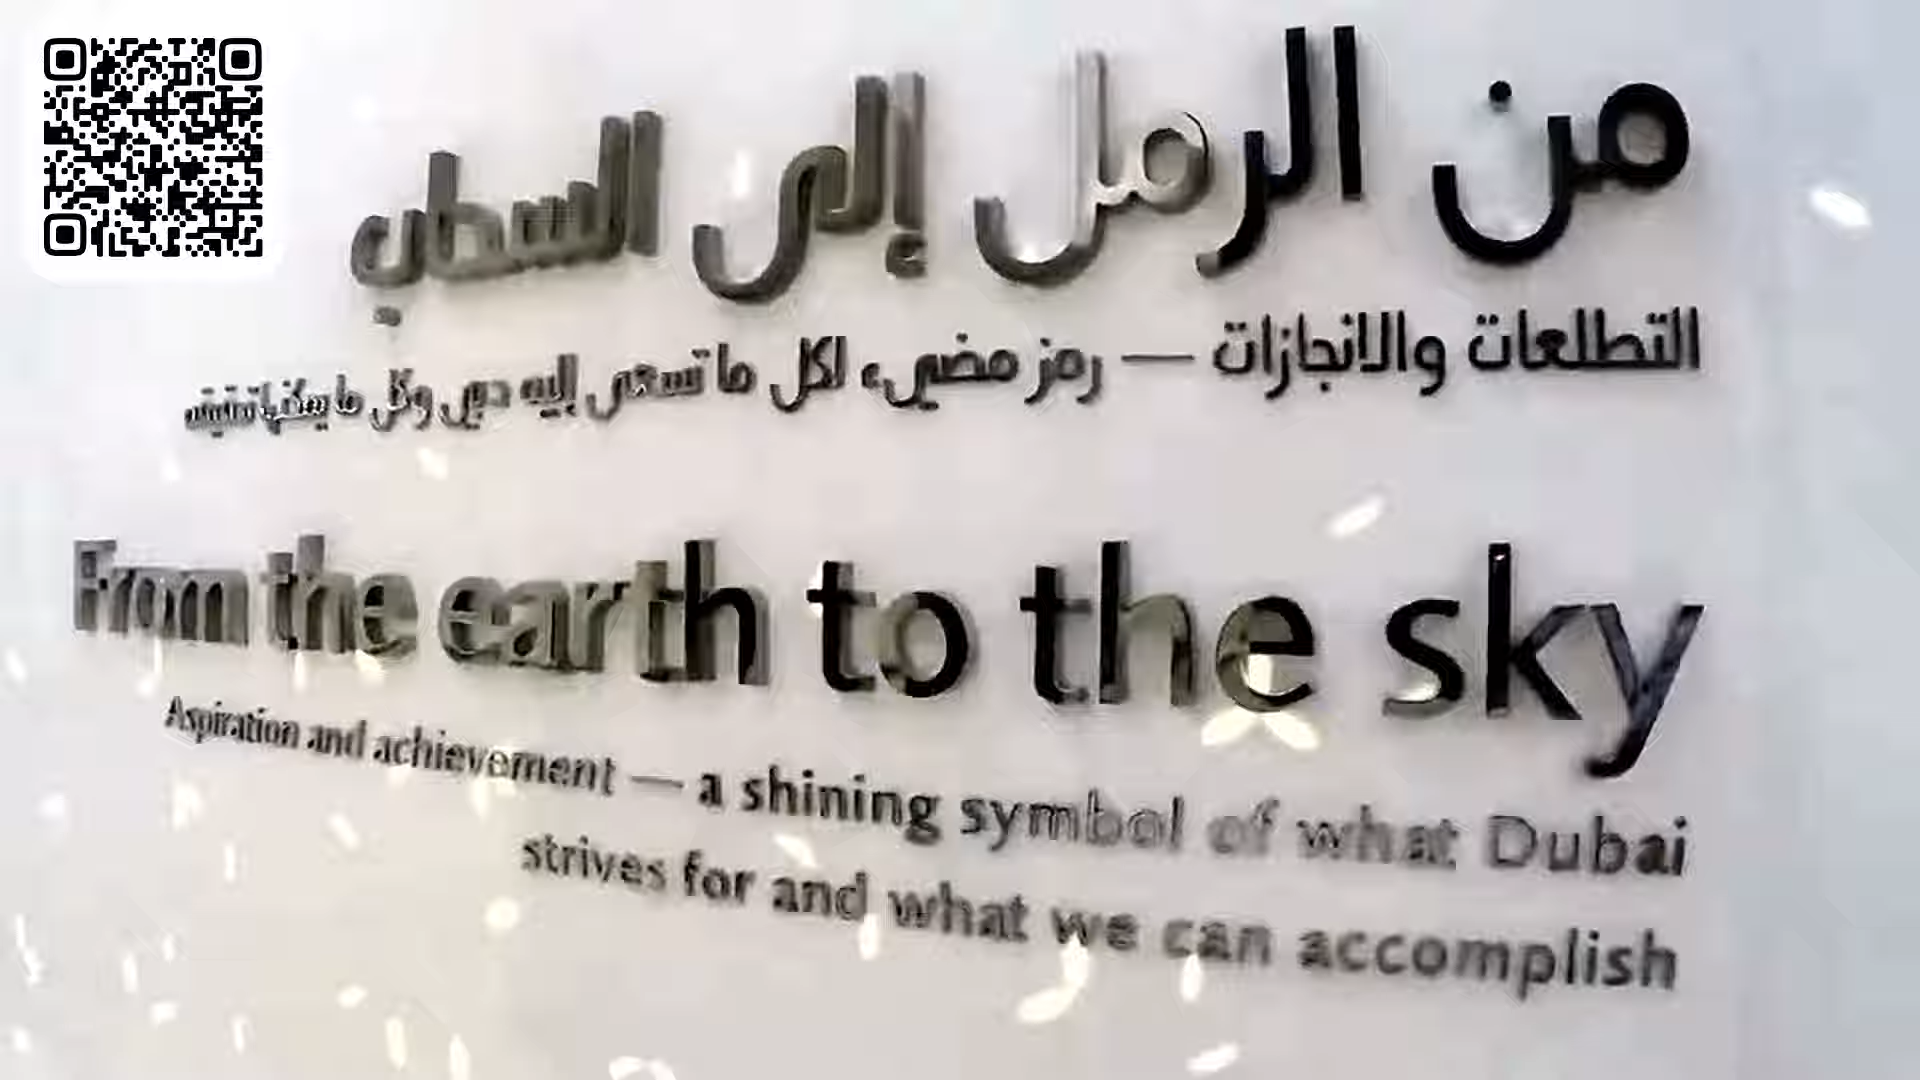 من الرمل إلى السحاب
التطلعات والانجازات — رمز مضيء لكل ما تسعى إليه دبي وكل ما يمكنها تحقيقه
From the earth to the sky
Aspiration and achievement — a shining symbol of what Dubai
strives for and what we can accomplish